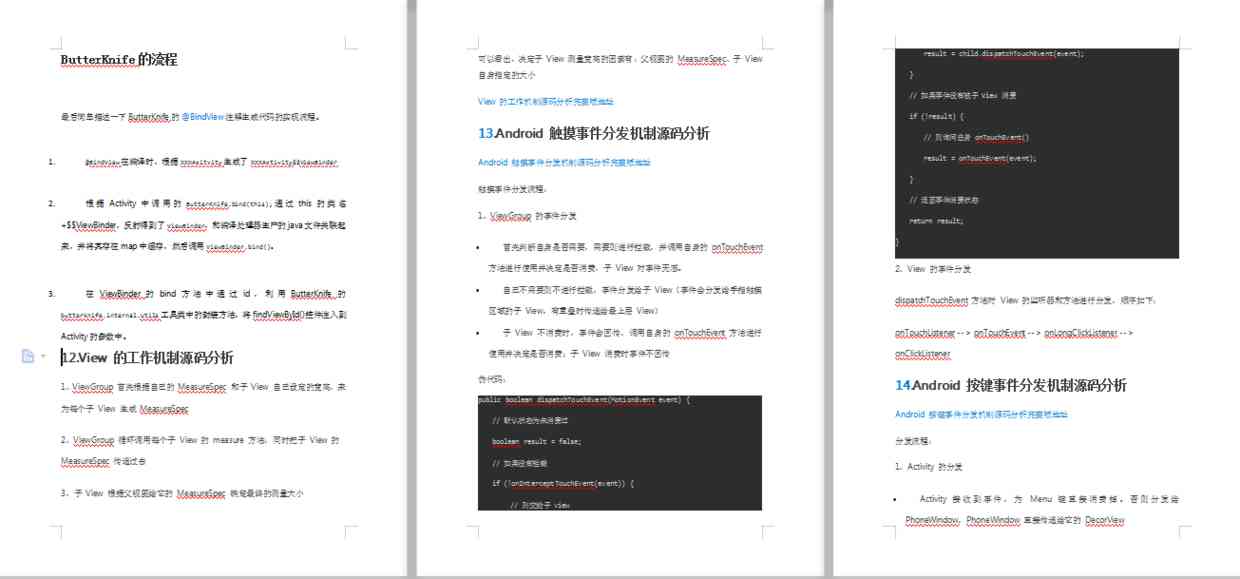 ButterKnife 的流程
最后简单描述一下 ButterKnife 的 @BindView 注解生成代码的实现流程。
1. @BindView 在编译时，根据 XXXActitvity 生成了 XXXActivity$$ViewBinder
2. 根据 Activity 中调用的 ButterKnife.bind(this); 通过 this 的类名
+$$ViewBinder，反射得到了 ViewBinder，和编译处理器生产的 java 文件关联起
来，并将其存在 map 中缓存，然后调用 ViewBinder.bind()。
3. 在 ViewBinder 的 bind 方法中通过 id，利用 ButterKnife 的
butterknife.internal.Utils 工具类中的封装方法，将 findViewById() 控件注入到
Activity 的参数中。
12.View 的工作机制源码分析
1、ViewGroup 首先根据自己的 MeasureSpec 和子 View 自己设定的宽高，来
为每个子 View 生成 MeasureSpec
2、ViewGroup 循环调用每个子 View 的 measure 方法，同时把子 View 的
MeasureSpec 传递过去
3、子 View 根据父视图给它的 MeasureSpec 确定最终的测量大小
可以看出，决定子 View 测量宽高的因素有，父视图的 MeasureSpec、子 View
自身指定的大小
View 的工作机制源码分析完整版地址
13.Android 触摸事件分发机制源码分析
Android 触摸事件分发机制源码分析完整版地址
触摸事件分发流程：
1、ViewGroup 的事件分发
• 首先判断自身是否需要，需要则进行拦截，并调用自身的 onTouchEvent
方法进行使用并决定是否消费，子 View 对事件无感。
• 自己不需要则不进行拦截，事件分发给子 View（事件会分发给手指触摸
区域的子 View，有重叠时传递给最上层 View）
• 子 View 不消费时，事件会回传，调用自身的 onTouchEvent 方法进行
使用并决定是否消费，子 View 消费时事件不回传
伪代码：
public boolean dispatchTouchEvent(MotionEvent event) {
// 默认状态为未消费过
boolean result = false;
// 如果没有拦截
if (!onInterceptTouchEvent(event)) {
// 则交给子 View
result = child.dispatchTouchEvent(event);
}
// 如果事件没有被子 View 消费
if (!result) {
// 则询问自身 onTouchEvent()
result = onTouchEvent(event);
}
// 返回事件消费状态
return result;
}
2、View 的事件分发
dispatchTouchEvent 方法对 View 的监听器和方法进行分发，顺序如下：
onTouchListener --> onTouchEvent --> onLongClickListener -->
onClickListener
14.Android 按键事件分发机制源码分析
Android 按键事件分发机制源码分析完整版地址
分发流程：
1、Activity 的分发
• Activity 接收到事件，为 Menu 键直接消费掉，否则分发给
PhoneWindow，PhoneWindow 直接传递给它的 DecorView